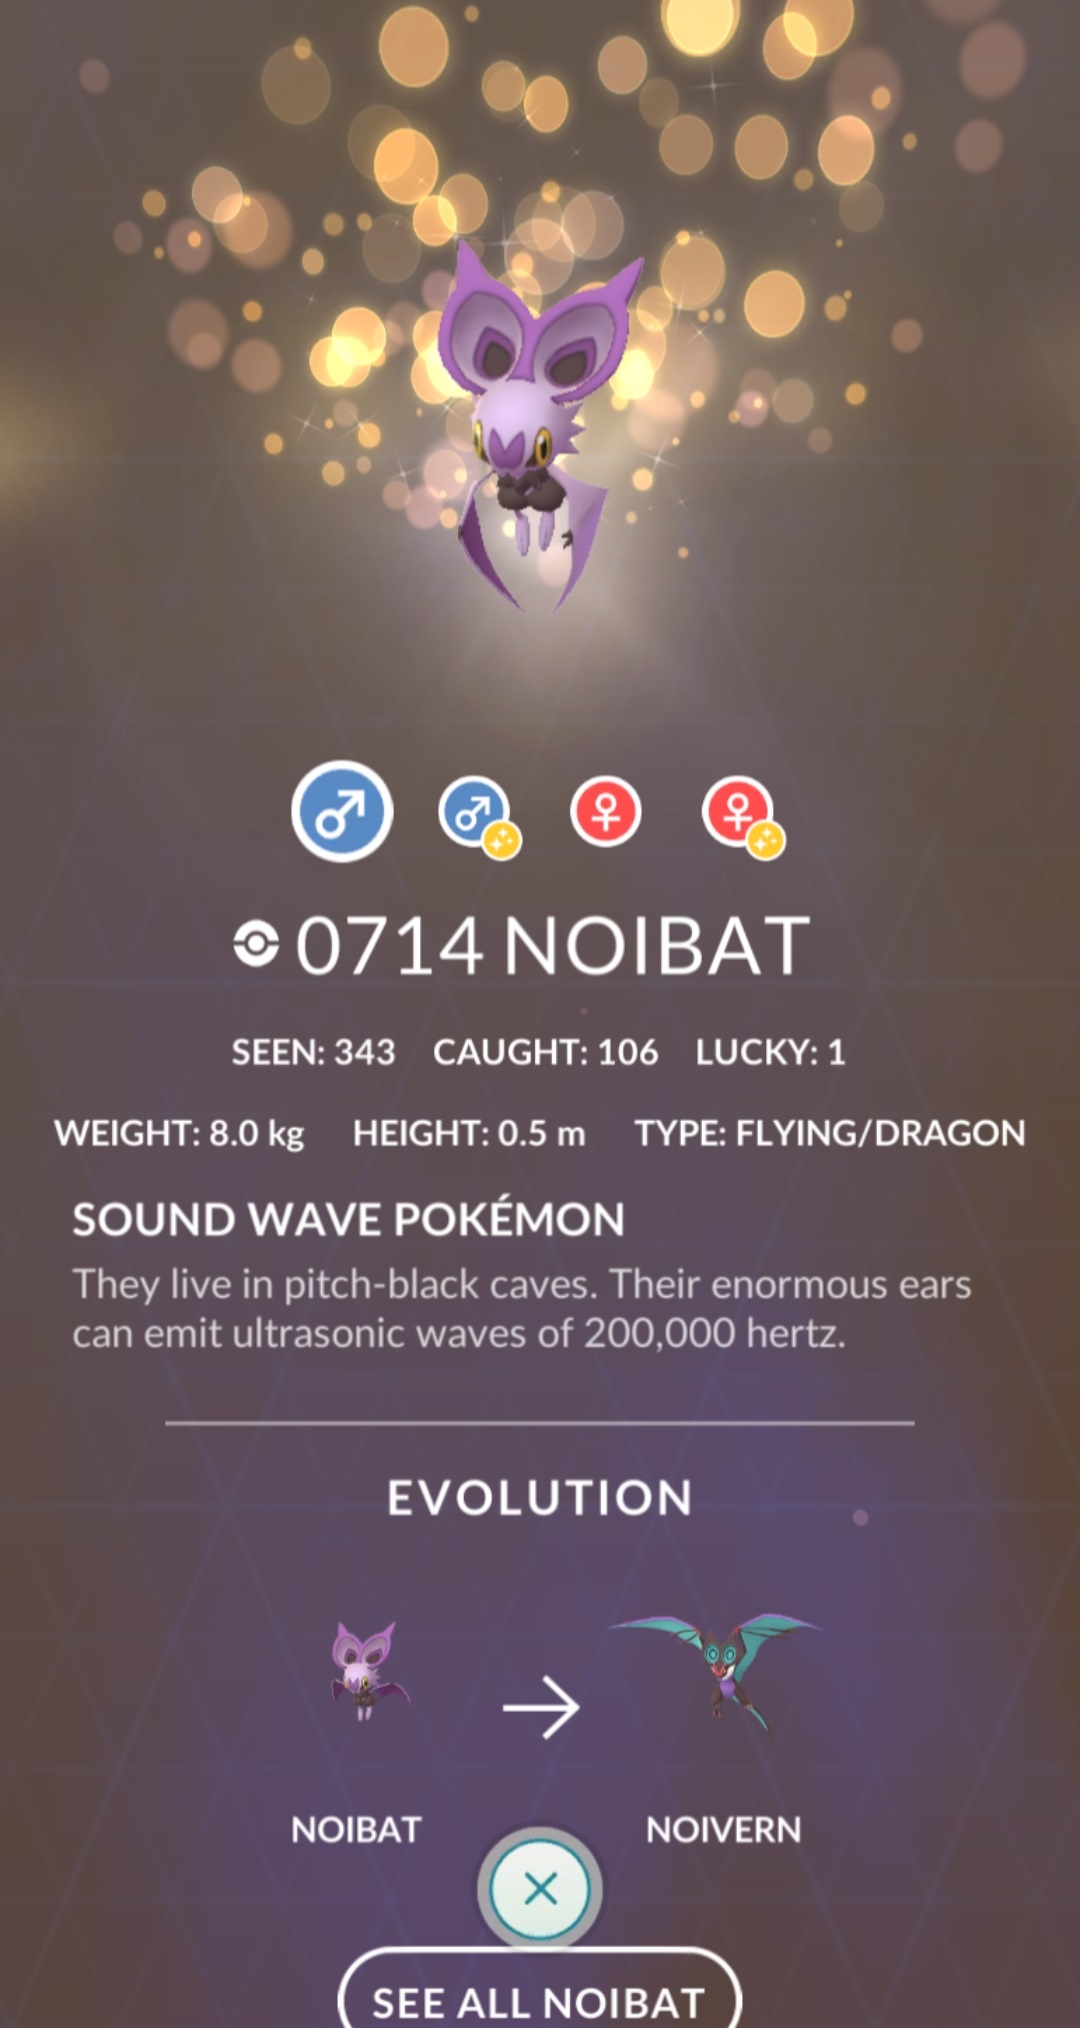 0714 NOIBAT
SEEN: 343 CAUGHT: 106 LUCKY: 1
WEIGHT: 8.0 kg HEIGHT: 0.5 m TYPE: FLYING/DRAGON
SOUND WAVE POKÉMON
They live in pitch-black caves. Their enormous ears
can emit ultrasonic waves of 200,000 hertz.
EVOLUTION
NOIBAT NOIVERN
SEE ALL NOIBAT